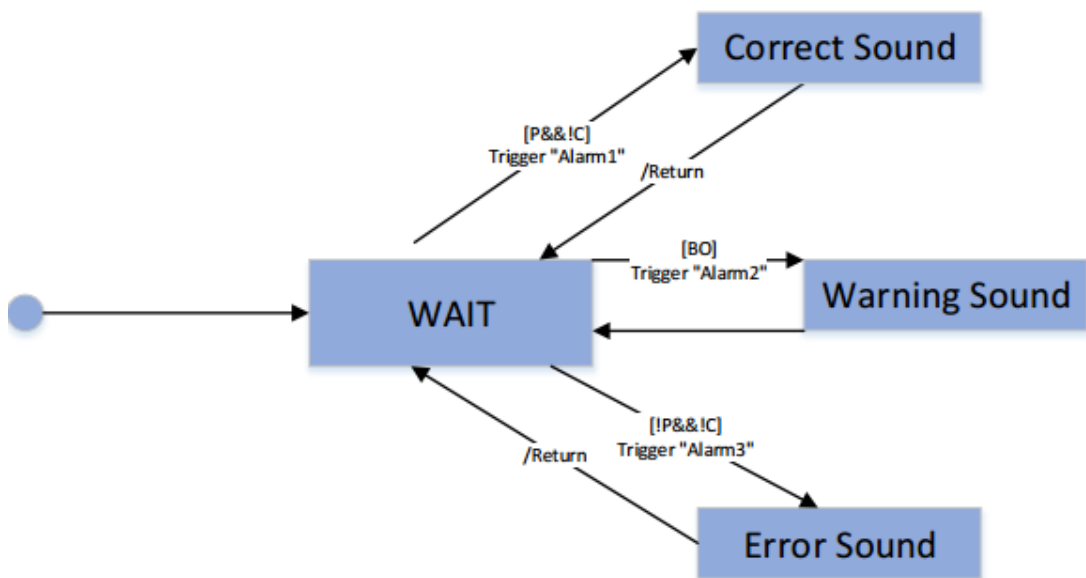 Correct Sound
[P&&!C]
Trigger "Alarm1"
/Return
[BO]
Trigger "Alarm2"
Warning Sound
WAIT
[!P&&!C]
Trigger "Alarm3"
/Return
Error Sound